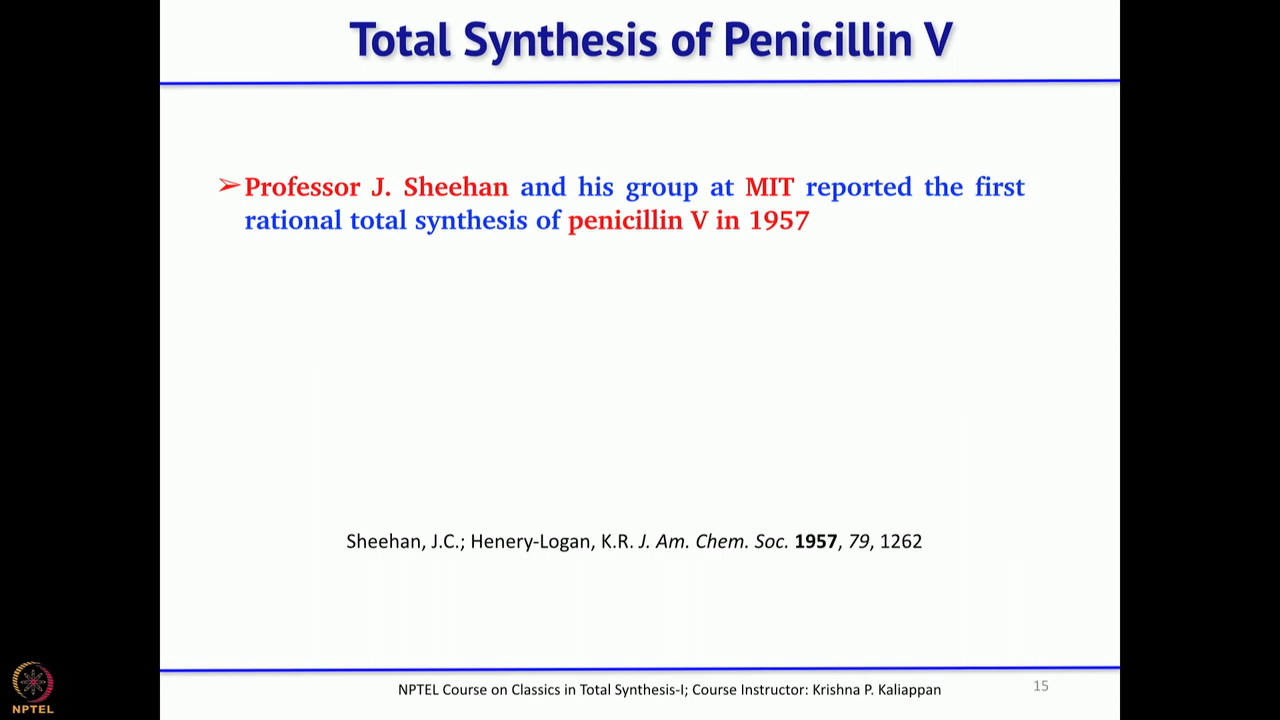 Total Synthesis of Penicillin V
➢Professor J. Sheehan and his group at MIT reported the first
rational total synthesis of penicillin V in 1957
Sheehan, J.C.; Henery-Logan, K.R. J. Am. Chem. Soc. 1957, 79, 1262
NPTEL Course on Classics in Total Synthesis-I; Course Instructor: Krishna P. Kaliappan
15
NPTEL